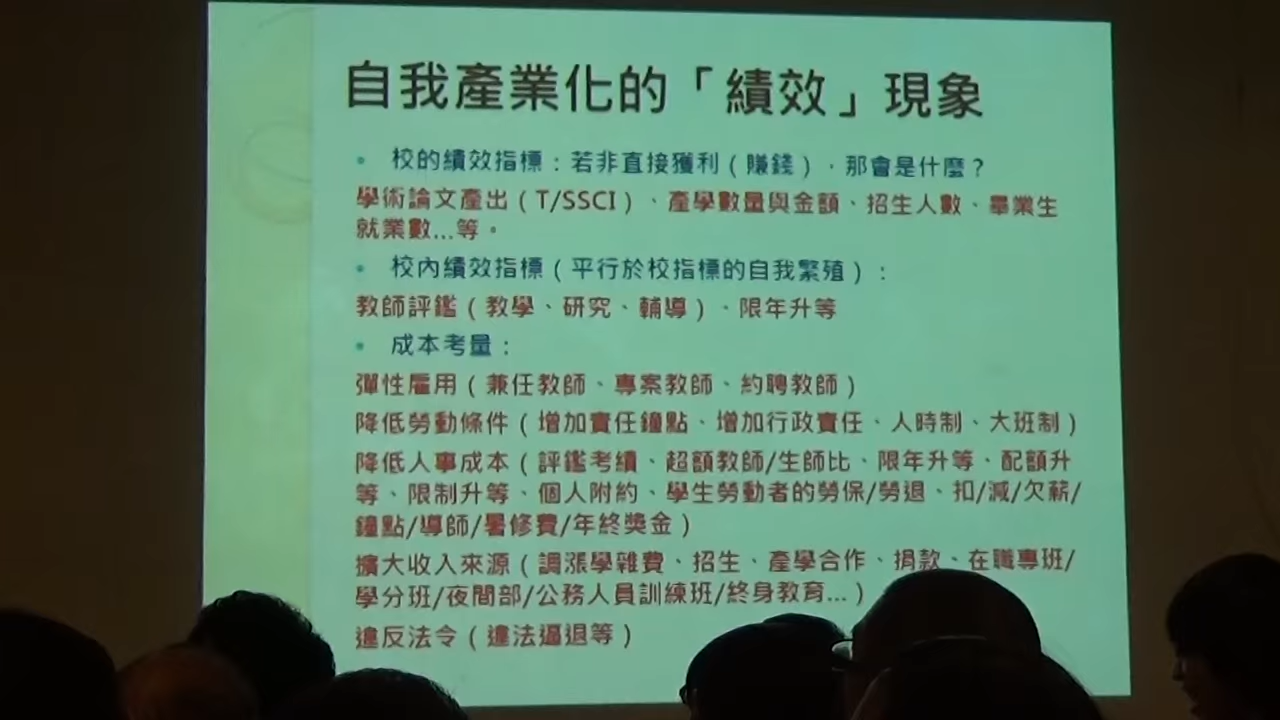 自我產業化的「績效」現象
• 校的績效指標：若非直接獲利（賺錢），那會是什麼？
學術論文產出（T/SSCI）、產學數量與金額、招生人數、畢業生
就業數...等。
• 校內績效指標（平行於校指標的自我繁殖）：
教師評鑑（教學、研究、輔導）、限年升等
• 成本考量：
彈性雇用（兼任教師、專案教師、約聘教師）
降低勞動條件（增加責任鐘點、增加行政責任、人時制、大班制）
降低人事成本（評鑑考績、超額教師/生師比、限年升等、配額升
等、限制升等、個人附約、學生勞動者的勞保/勞退、扣/減/欠薪/
鐘點/導師/暑修費/年終獎金）
擴大收入來源（調漲學雜費、招生、產學合作、捐款、在職專班/
學分班/夜間部/公務人員訓練班/終身教育...）
違反法令（違法逼退等）